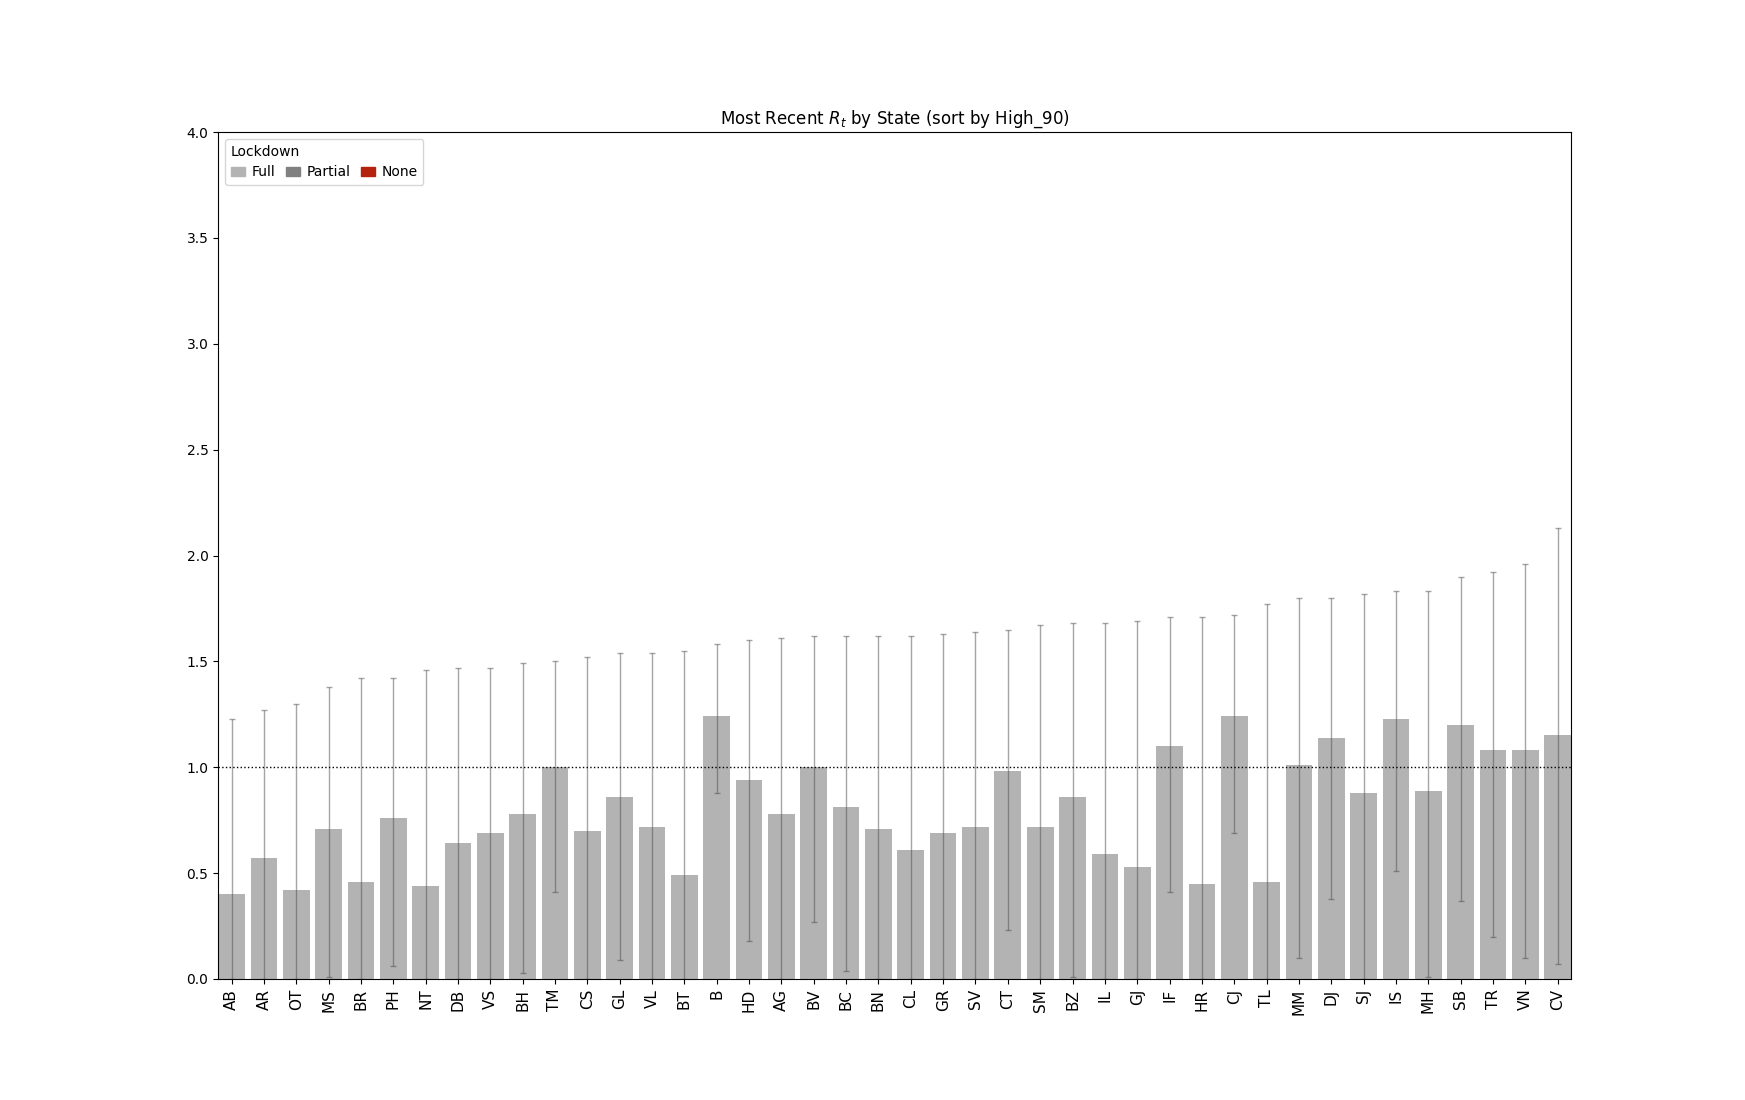 Most Recent R_t by State (sort by High_90)
4.0
3.5
3.0
2.5
2.0
1.5
1.0
0.5
0.0
Lockdown
Full Partial None
AB AR OT MS BR PH NT DB VS BH TM CS GL VL BT B HD AG BV BC BN CL GR SV CT SM BZ IL GJ IF HR CJ TL MM DJ SJ IS MH SB TR VN CV